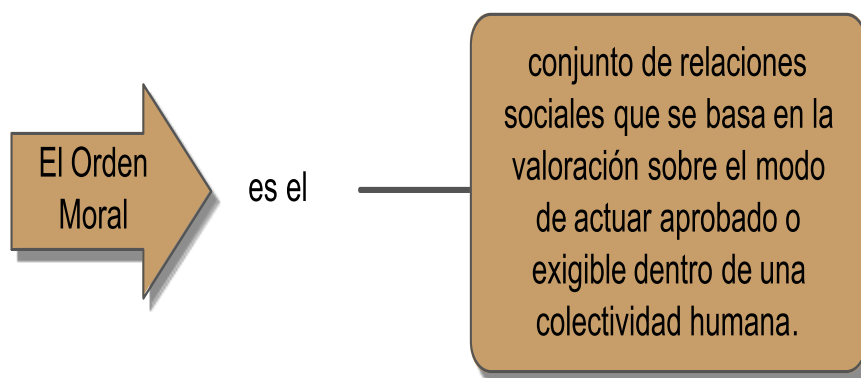 El Orden
Moral
es el
conjunto de relaciones
sociales que se basa en la
valoración sobre el modo
de actuar aprobado o
exigible dentro de una
colectividad humana.